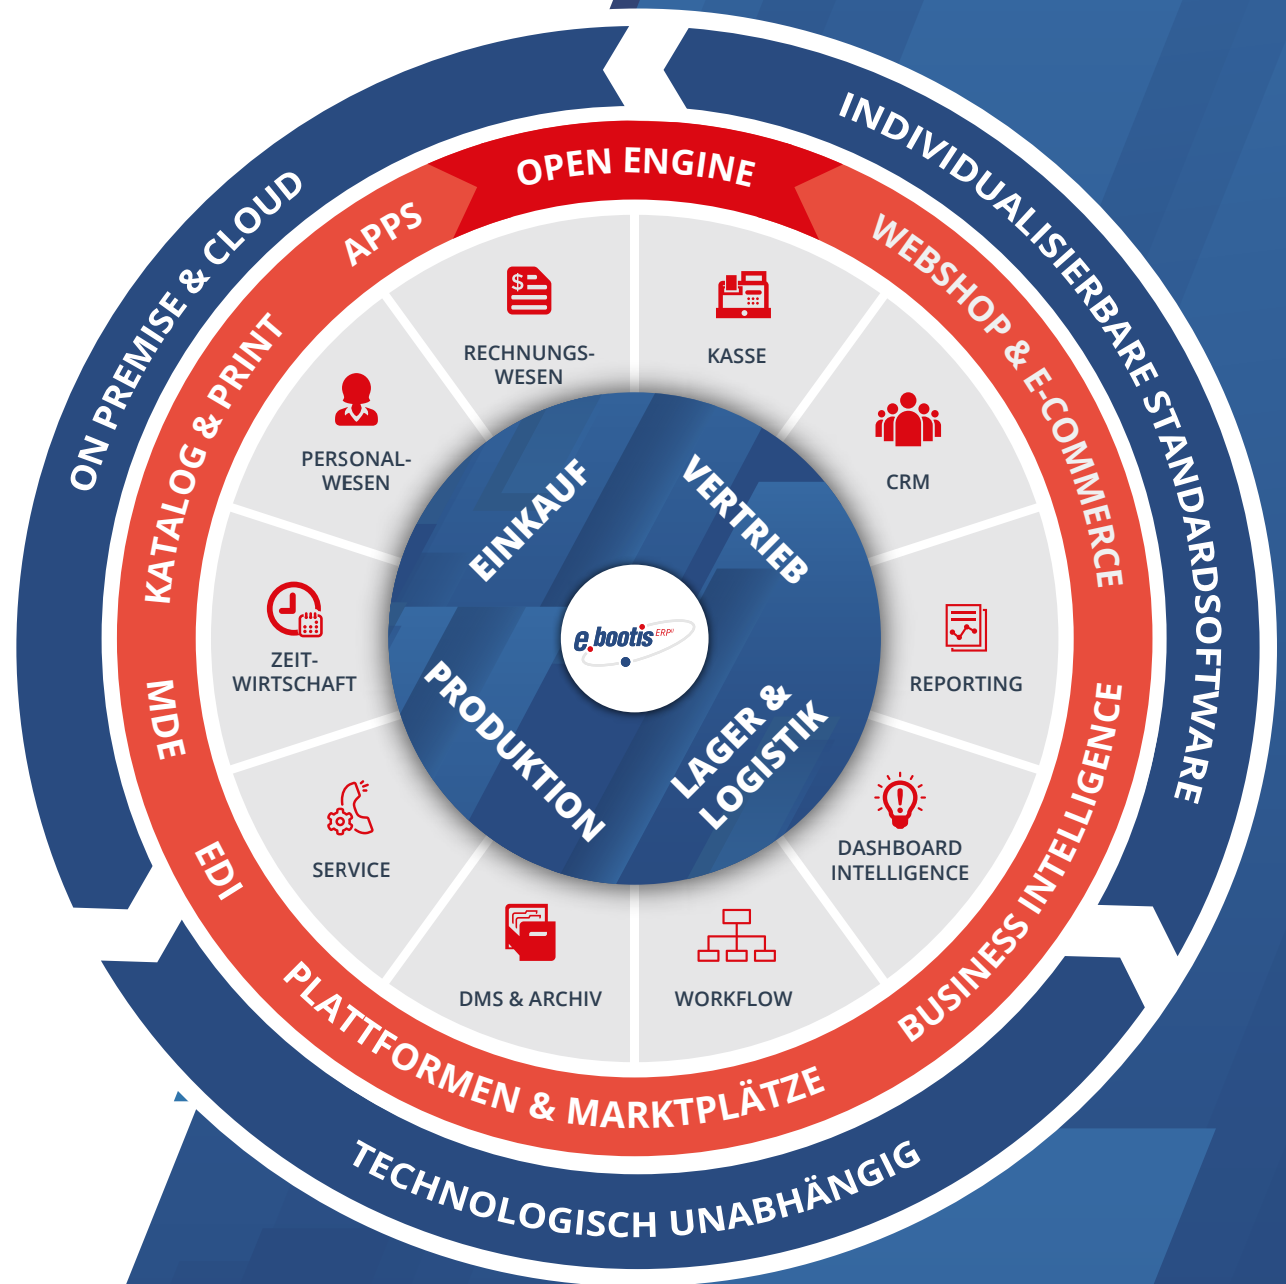 ON PREMISE & CLOUD
INDIVIDUALISIERBARE STANDARDSOFTWARE
TECHNOLOGISCH UNABHÄNGIG
OPEN ENGINE
WEBSHOP & E-COMMERCE
BUSINESS INTELLIGENCE
PLATTFORMEN & MARKTPLÄTZE
EDI
MDE
KATALOG & PRINT
APPS
RECHNUNGS-
WESEN
KASSE
CRM
REPORTING
DASHBOARD
INTELLIGENCE
WORKFLOW
DMS & ARCHIV
SERVICE
ZEIT-
WIRTSCHAFT
PERSONAL-
WESEN
EINKAUF
VERTRIEB
LAGER &
LOGISTIK
PRODUKTION
e.bootis ERP